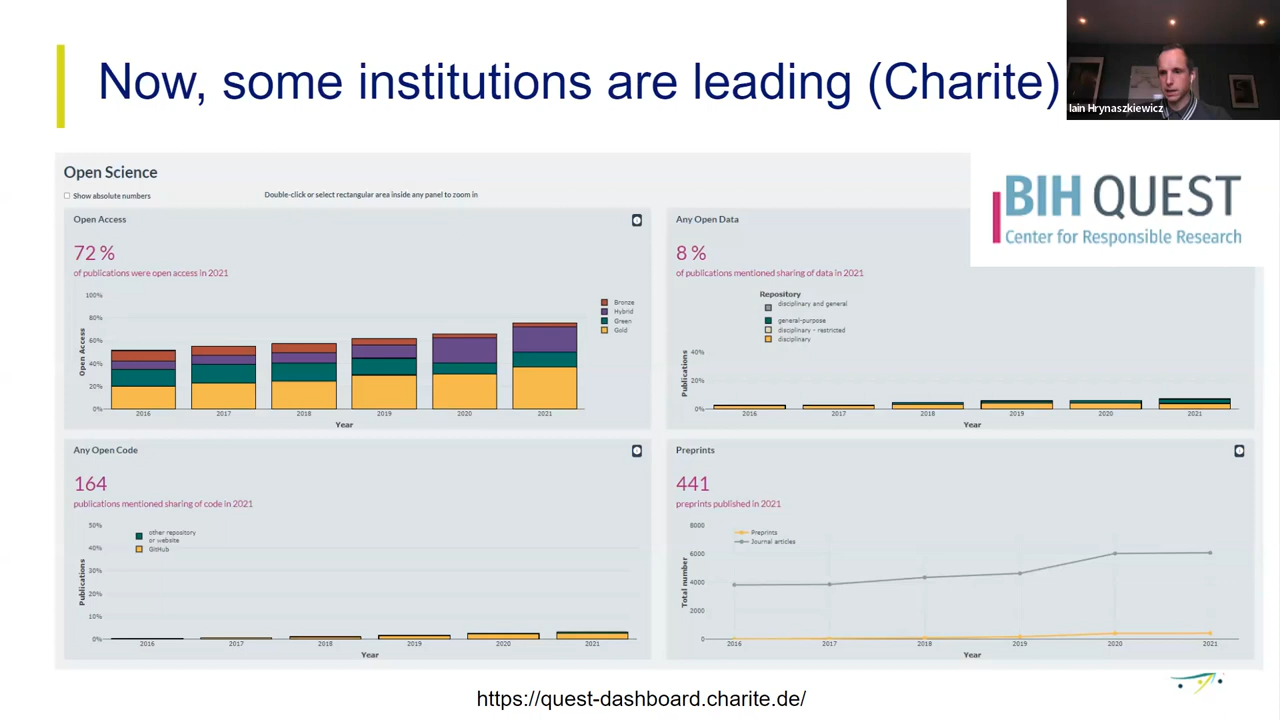 Now, some institutions are leading (Charite)
Iain Hrynaszkiewicz
Open Science
Show absolute numbers
Double-click or select rectangular area inside any panel to zoom in
BIH QUEST
Center for Responsible Research
Open Access
72 %
of publications were open access in 2021
100%
80%
60%
40%
20%
0%
Open Access
2016 2017 2018 2019 2020 2021
Year
Bronze
Hybrid
Green
Gold
Any Open Data
8 %
of publications mentioned sharing of data in 2021
Repository
disciplinary and general
general-purpose
disciplinary - restricted
disciplinary
40%
20%
0%
Publications
2016 2017 2018 2019 2020 2021
Year
Any Open Code
164
publications mentioned sharing of code in 2021
other repository
or website
GitHub
50%
40%
30%
20%
10%
0%
Publications
2016 2017 2018 2019 2020 2021
Year
Preprints
441
preprints published in 2021
Preprints
Journal articles
8000
6000
4000
2000
0
Total number
2016 2017 2018 2019 2020 2021
Year
https://quest-dashboard.charite.de/